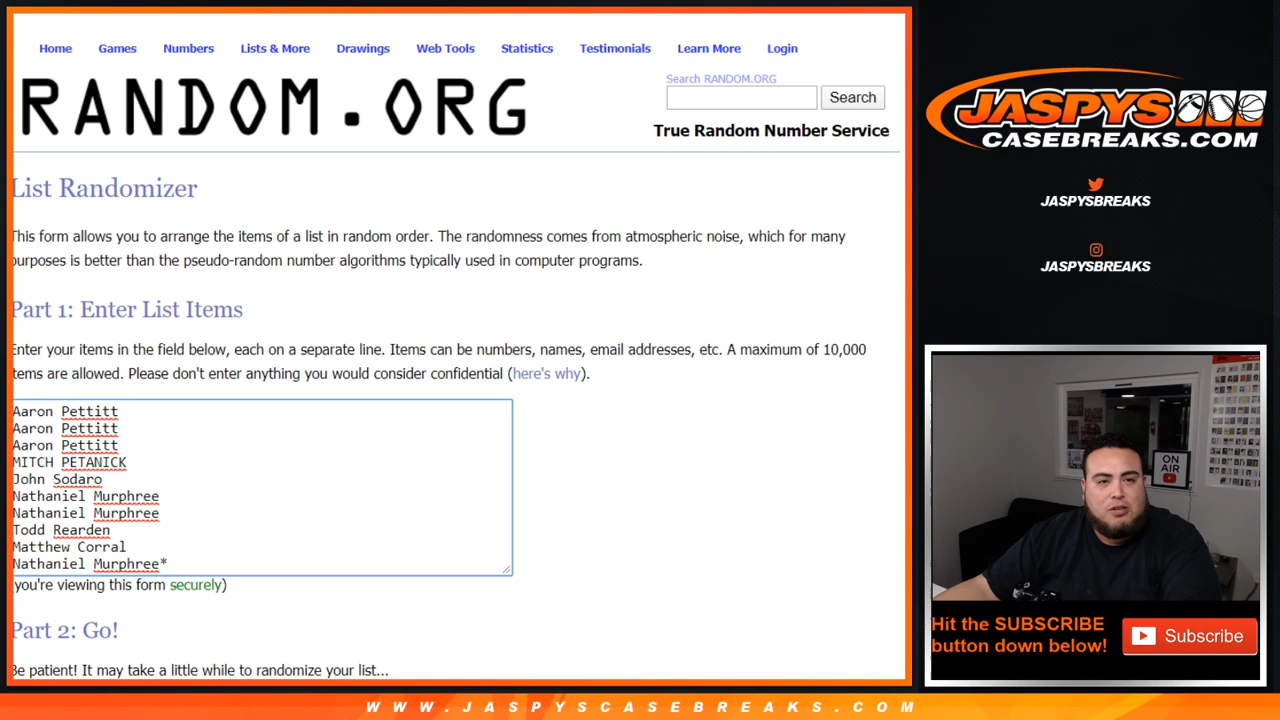 Home Games Numbers Lists & More Drawings Web Tools Statistics Testimonials Learn More Login
RANDOM.ORG
Search RANDOM.ORG
Search
True Random Number Service
List Randomizer
This form allows you to arrange the items of a list in random order. The randomness comes from atmospheric noise, which for many
purposes is better than the pseudo-random number algorithms typically used in computer programs.
Part 1: Enter List Items
Enter your items in the field below, each on a separate line. Items can be numbers, names, email addresses, etc. A maximum of 10,000
items are allowed. Please don't enter anything you would consider confidential (here's why).
Aaron Pettitt
Aaron Pettitt
Aaron Pettitt
MITCH PETANICK
John Sodaro
Nathaniel Murphree
Nathaniel Murphree
Todd Rearden
Matthew Corral
Nathaniel Murphree*
(you're viewing this form securely)
Part 2: Go!
Be patient! It may take a little while to randomize your list...
JASPYS
CASEBREAKS.COM
JASPYSBREAKS
JASPYSBREAKS
ON
AIR
Hit the SUBSCRIBE
button down below!
Subscribe
WWW.JASPYSCASEBREAKS.COM